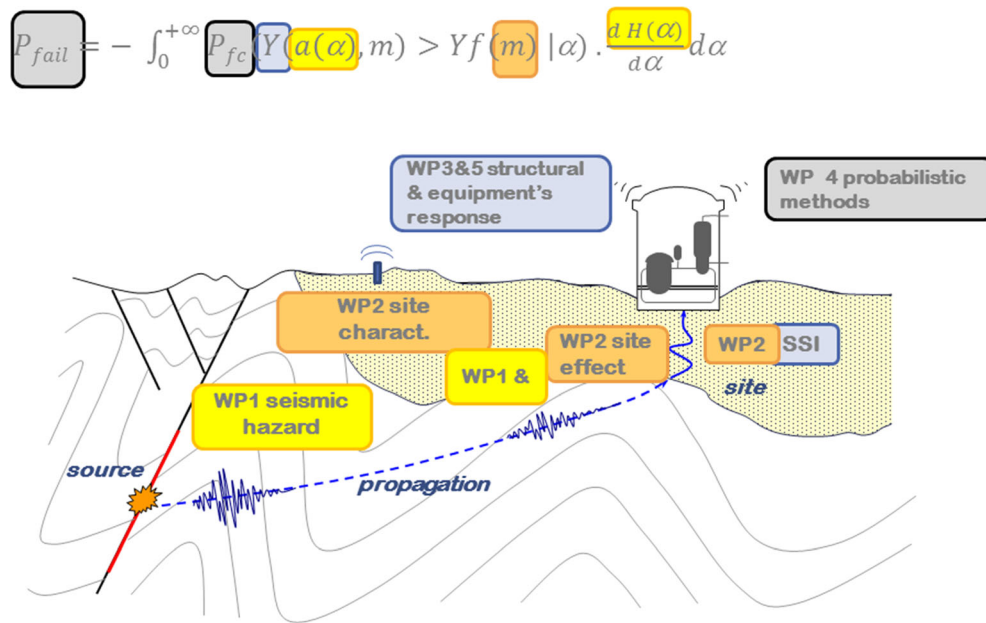 P_fail = − ∫_0^{+∞} P_fc (Y(a(α), m) > Yf(m) |α) . d H(α)/dα dα
WP3&5 structural
& equipment's
response
WP 4 probabilistic
methods
WP2 site
charact.
WP2 site
effect
WP2 SSI
WP1 &
site
WP1 seismic
hazard
source
propagation